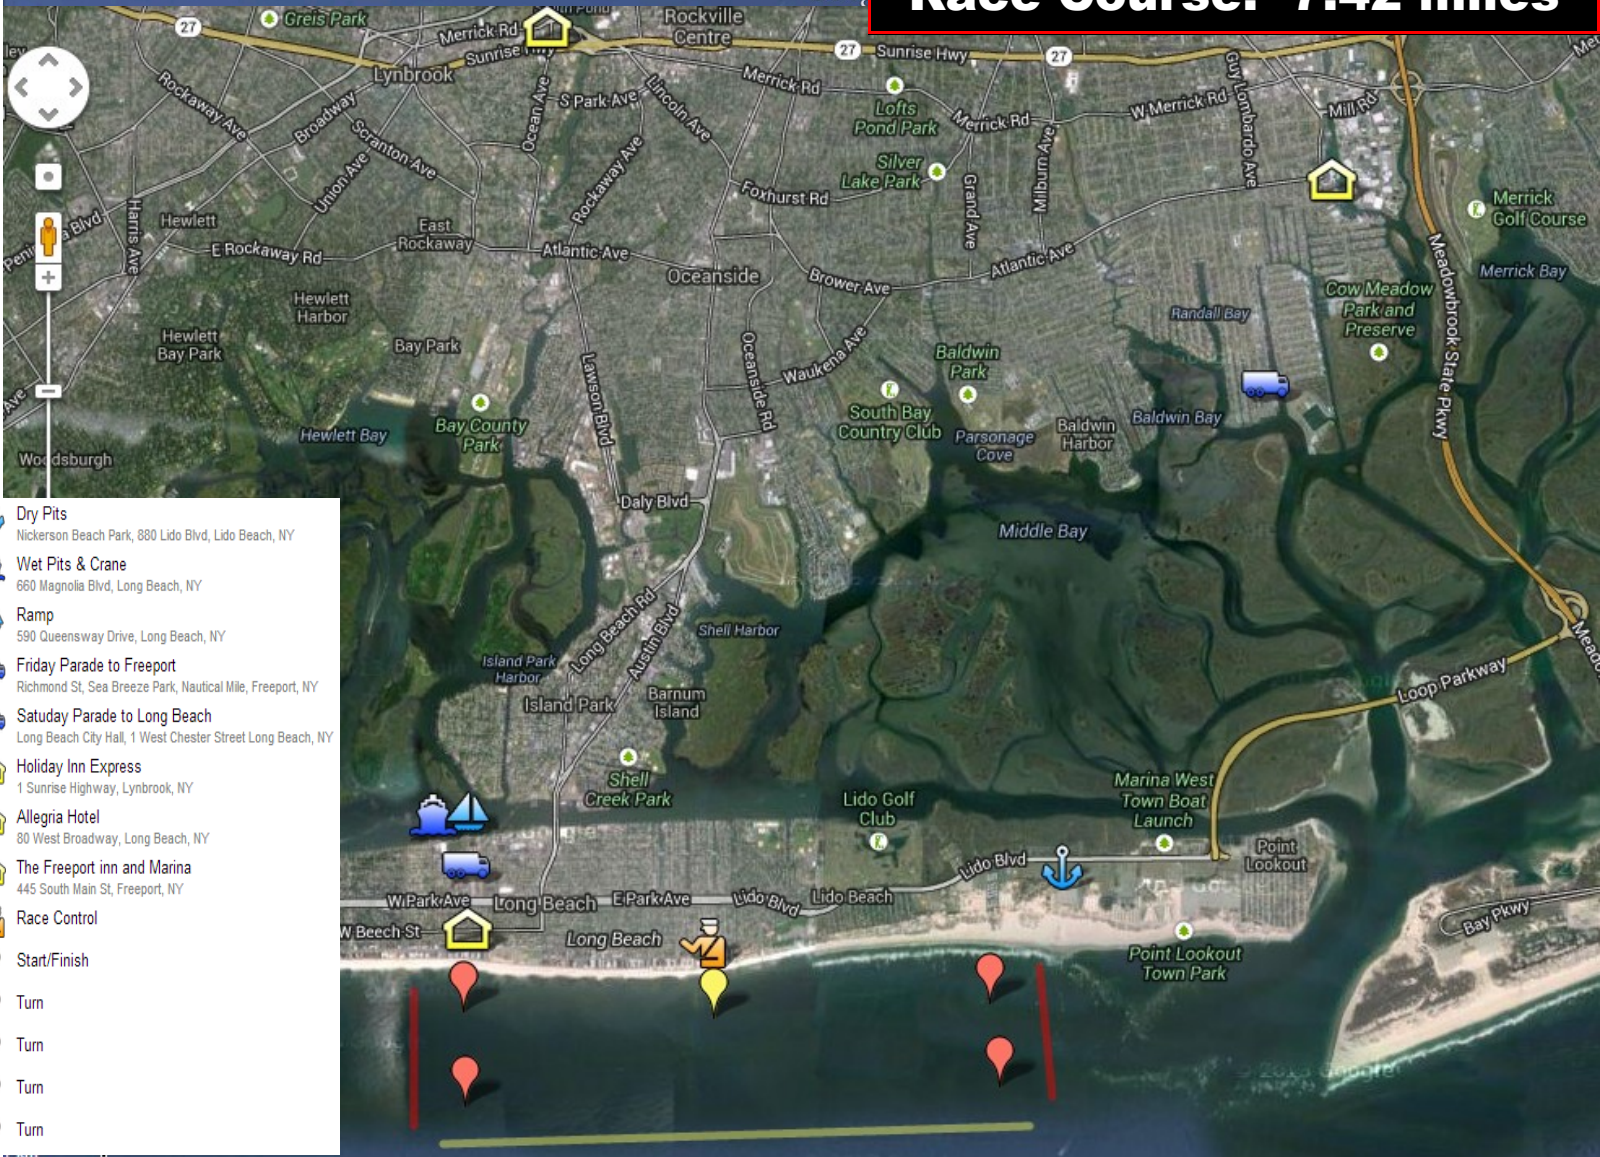 Race Course: 7.42 miles
27
Greis Park
Merrick Rd
Sunrise Hwy
Rockville
Centre
27
Sunrise Hwy
27
Lynbrook
Rockaway Ave
Broadway
Scranton Ave
Union Ave
Ocean Ave
S Park Ave
Lincoln Ave
Merrick Rd
Lofts
Pond Park
Merrick Rd
W Merrick Rd
Guy Lombardo Ave
Mill Rd
Silver
Lake Park
Milburn Ave
Grand Ave
Rockaway Ave
Foxhurst Rd
Merrick
Golf Course
Harris Ave
Hewlett
East
Rockaway
E Rockaway Rd
Atlantic Ave
Oceanside
Brower Ave
Atlantic Ave
Meadowbrook State Pkwy
Merrick Bay
Hewlett
Harbor
Cow Meadow
Park and
Preserve
Randall Bay
Hewlett
Bay Park
Bay Park
Lawson Blvd
Oceanside Rd
Waukena Ave
Baldwin
Park
Bay County
Park
Hewlett Bay
South Bay
Country Club
Parsonage
Cove
Baldwin
Harbor
Baldwin Bay
Woodsburgh
Daly Blvd
Middle Bay
Long Beach Rd
Austin Blvd
Shell Harbor
Island Park
Harbor
Island Park
Barnum
Island
Loop Parkway
Shell
Creek Park
Lido Golf
Club
Marina West
Town Boat
Launch
Point
Lookout
Lido Blvd
W Park Ave
Long Beach
E Park Ave
Lido Blvd
Lido Beach
W Beech St
Long Beach
Bay Pkwy
Point Lookout
Town Park
Dry Pits
Nickerson Beach Park, 880 Lido Blvd, Lido Beach, NY
Wet Pits & Crane
660 Magnolia Blvd, Long Beach, NY
Ramp
590 Queensway Drive, Long Beach, NY
Friday Parade to Freeport
Richmond St, Sea Breeze Park, Nautical Mile, Freeport, NY
Satuday Parade to Long Beach
Long Beach City Hall, 1 West Chester Street Long Beach, NY
Holiday Inn Express
1 Sunrise Highway, Lynbrook, NY
Allegria Hotel
80 West Broadway, Long Beach, NY
The Freeport inn and Marina
445 South Main St, Freeport, NY
Race Control
Start/Finish
Turn
Turn
Turn
Turn